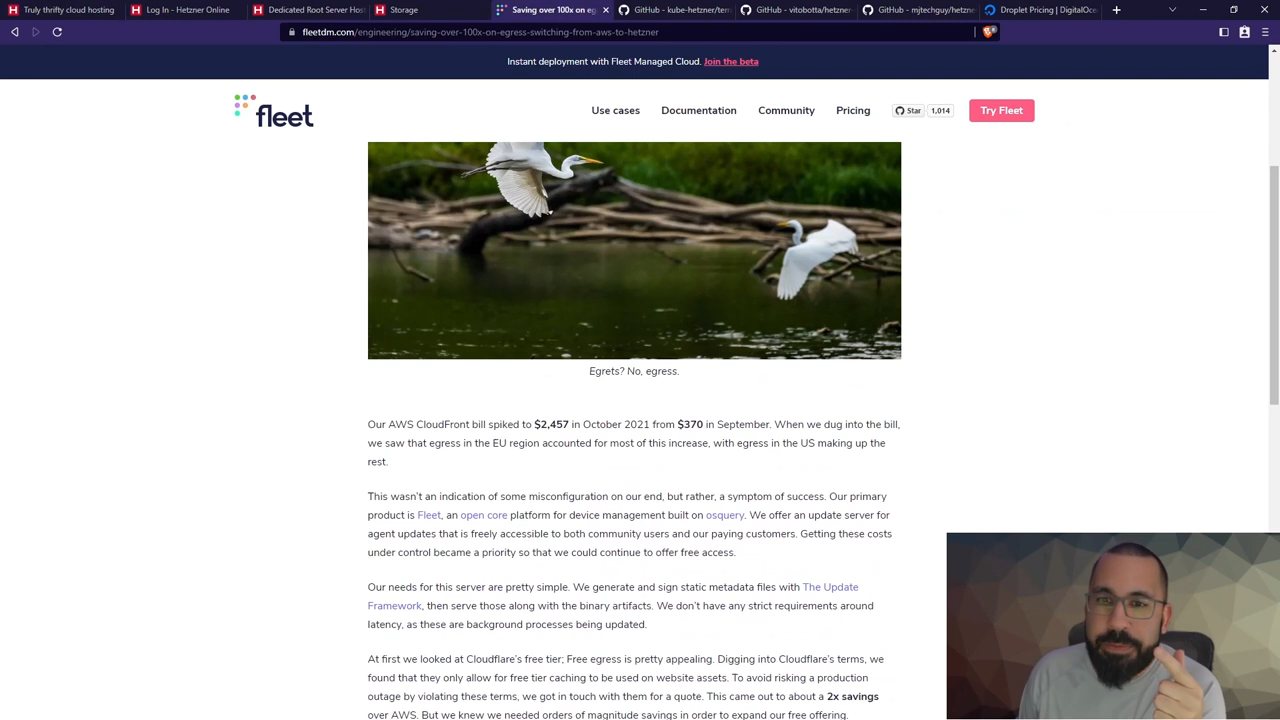 Truly thrifty cloud hosting
Log In - Hetzner Online
Dedicated Root Server Host
Storage
Saving over 100x on eg
GitHub - kube-hetzner/terr
GitHub - vitobotta/hetzner
GitHub - mjtechguy/hetzne
Droplet Pricing | DigitalOce
fleetdm.com/engineering/saving-over-100x-on-egress-switching-from-aws-to-hetzner
Instant deployment with Fleet Managed Cloud. Join the beta
fleet
Use cases
Documentation
Community
Pricing
Star
1,014
Try Fleet
Egrets? No, egress.
Our AWS CloudFront bill spiked to $2,457 in October 2021 from $370 in September. When we dug into the bill,
we saw that egress in the EU region accounted for most of this increase, with egress in the US making up the
rest.
This wasn't an indication of some misconfiguration on our end, but rather, a symptom of success. Our primary
product is Fleet, an open core platform for device management built on osquery. We offer an update server for
agent updates that is freely accessible to both community users and our paying customers. Getting these costs
under control became a priority so that we could continue to offer free access.
Our needs for this server are pretty simple. We generate and sign static metadata files with The Update
Framework, then serve those along with the binary artifacts. We don't have any strict requirements around
latency, as these are background processes being updated.
At first we looked at Cloudflare's free tier; Free egress is pretty appealing. Digging into Cloudflare's terms, we
found that they only allow for free tier caching to be used on website assets. To avoid risking a production
outage by violating these terms, we got in touch with them for a quote. This came out to about a 2x savings
over AWS. But we knew we needed orders of magnitude savings in order to expand our free offering.